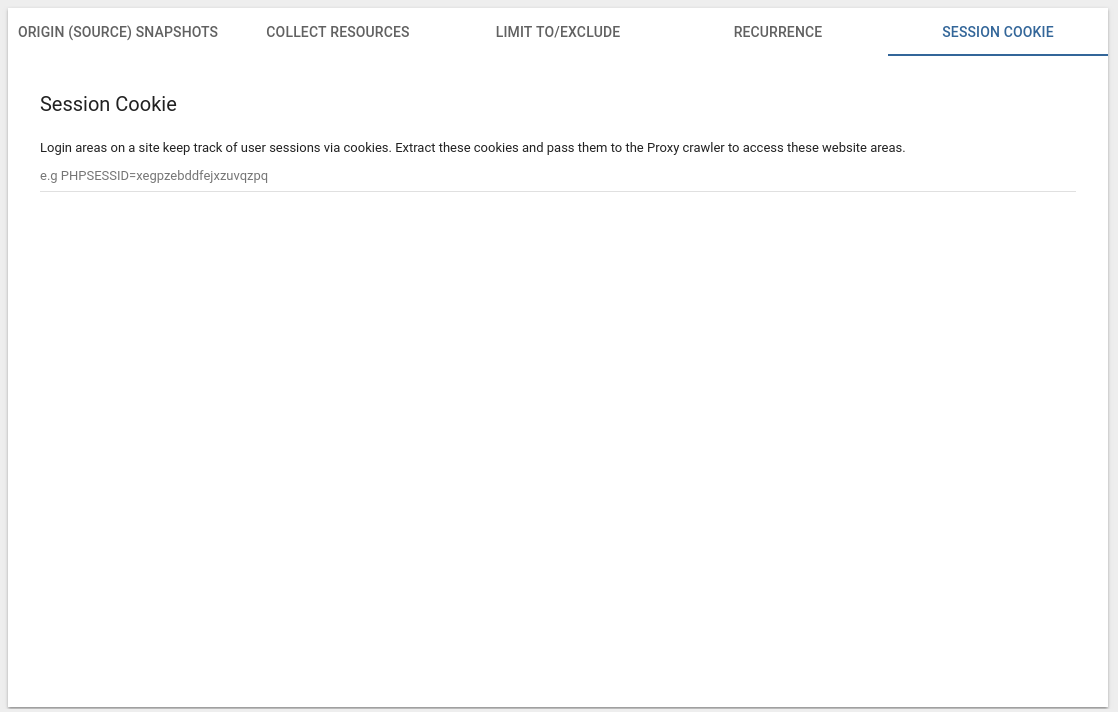 ORIGIN (SOURCE) SNAPSHOTS
COLLECT RESOURCES
LIMIT TO/EXCLUDE
RECURRENCE
SESSION COOKIE
Session Cookie
Login areas on a site keep track of user sessions via cookies. Extract these cookies and pass them to the Proxy crawler to access these website areas.
e.g PHPSESSID=xegpzebddfejxzuvqzpq